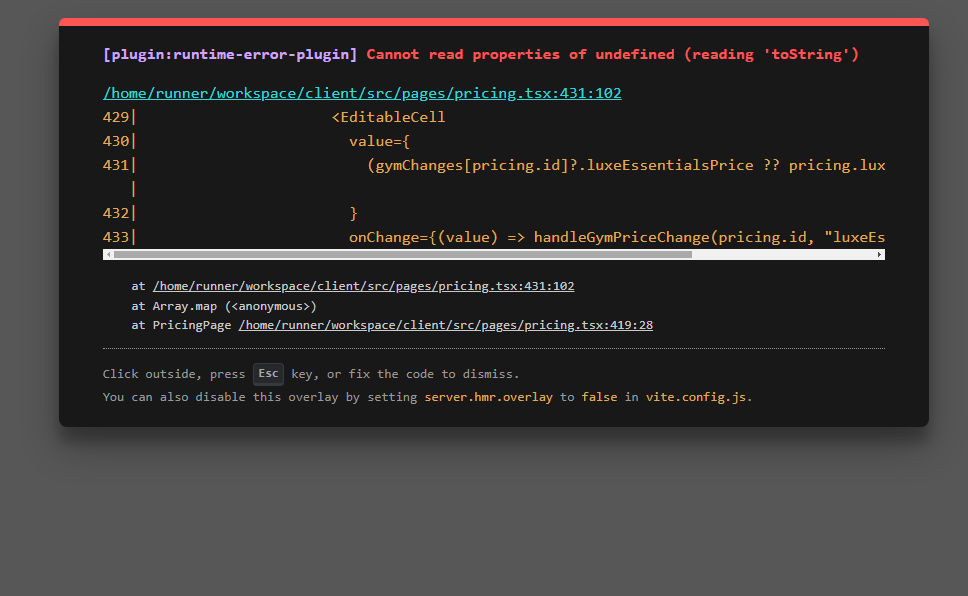 [plugin:runtime-error-plugin] Cannot read properties of undefined (reading 'toString')
/home/runner/workspace/client/src/pages/pricing.tsx:431:102
429|                      <EditableCell
430|                        value={
431|                          (gymChanges[pricing.id]?.luxeEssentialsPrice ?? pricing.lux
   |
432|                        }
433|                        onChange={(value) => handleGymPriceChange(pricing.id, "luxeEs
at /home/runner/workspace/client/src/pages/pricing.tsx:431:102
at Array.map (<anonymous>)
at PricingPage /home/runner/workspace/client/src/pages/pricing.tsx:419:28
Click outside, press Esc key, or fix the code to dismiss.
You can also disable this overlay by setting server.hmr.overlay to false in vite.config.js.